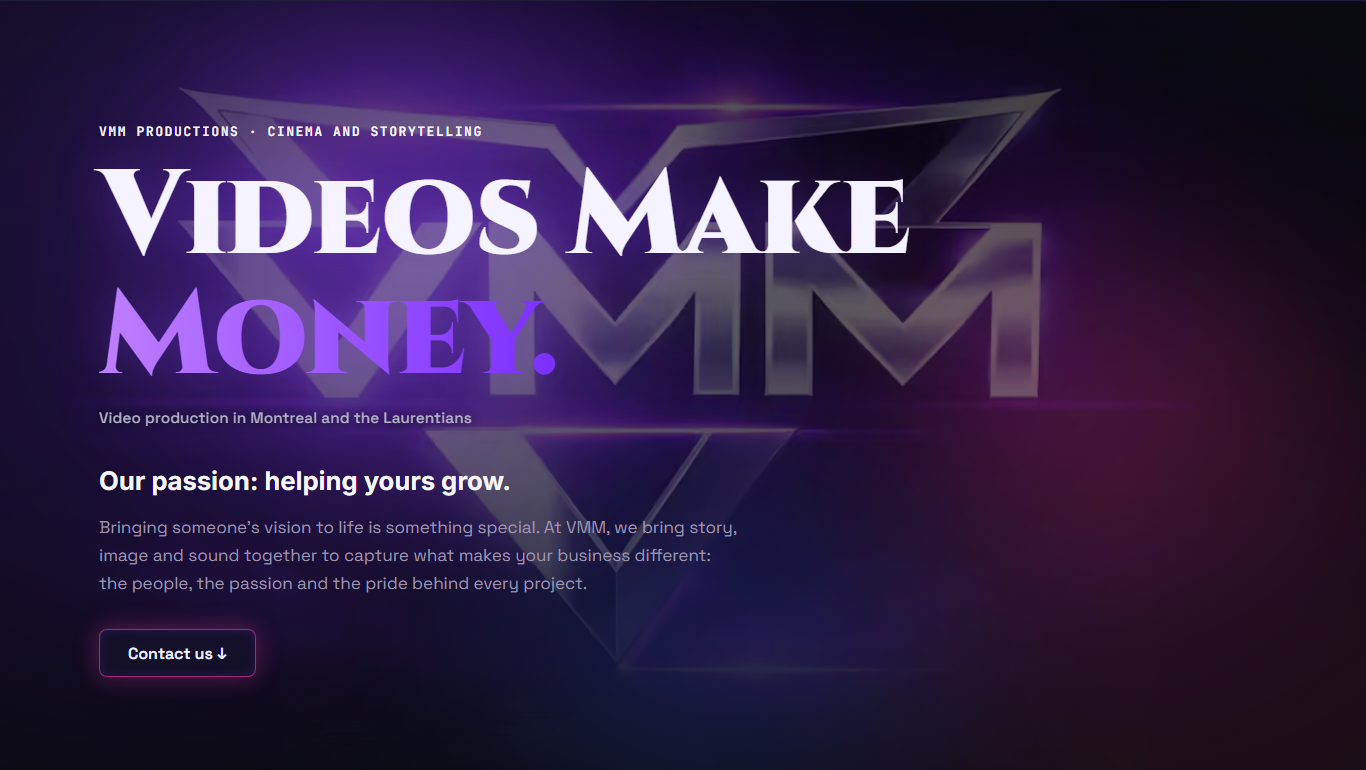 VMM PRODUCTIONS · CINEMA AND STORYTELLING
VIDEOS MAKE
MONEY.
Video production in Montreal and the Laurentians
Our passion: helping yours grow.
Bringing someone's vision to life is something special. At VMM, we bring story,
image and sound together to capture what makes your business different:
the people, the passion and the pride behind every project.
Contact us ↓
VMM